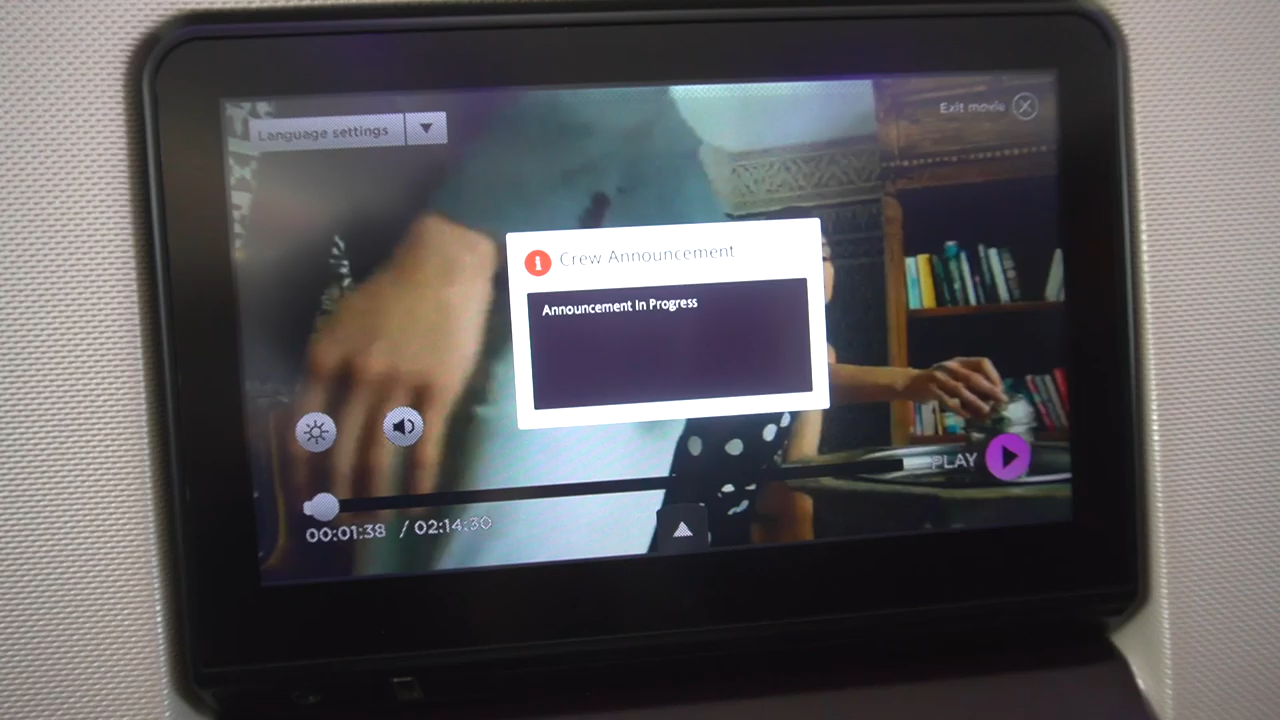 Language settings
Exit movie
Crew Announcement
Announcement In Progress
PLAY
00:01:38 / 02:14:30